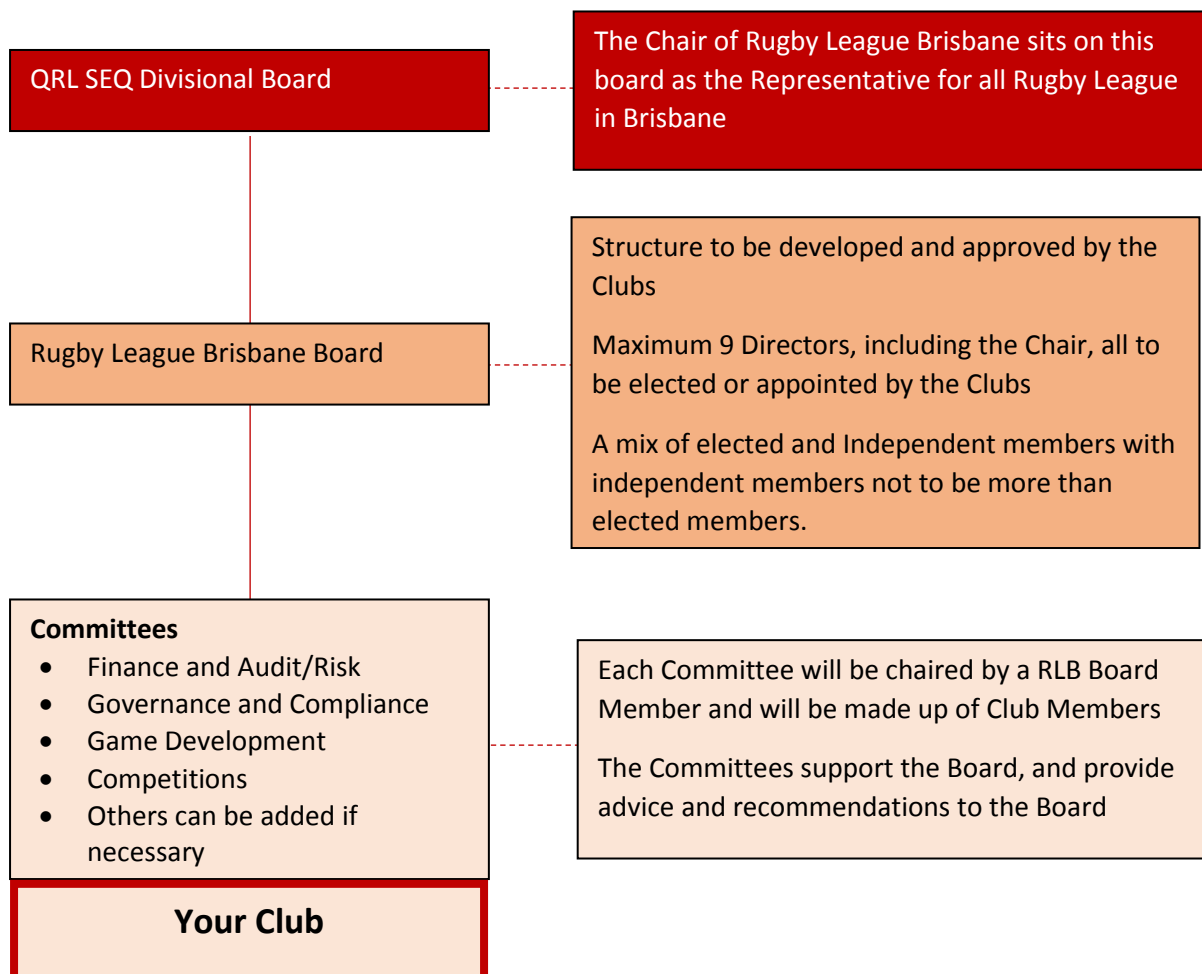 QRL SEQ Divisional Board
The Chair of Rugby League Brisbane sits on this
board as the Representative for all Rugby League
in Brisbane
Rugby League Brisbane Board
Structure to be developed and approved by the
Clubs
Maximum 9 Directors, including the Chair, all to
be elected or appointed by the Clubs
A mix of elected and Independent members with
independent members not to be more than
elected members.
Committees
• Finance and Audit/Risk
• Governance and Compliance
• Game Development
• Competitions
• Others can be added if
necessary
Each Committee will be chaired by a RLB Board
Member and will be made up of Club Members
The Committees support the Board, and provide
advice and recommendations to the Board
Your Club